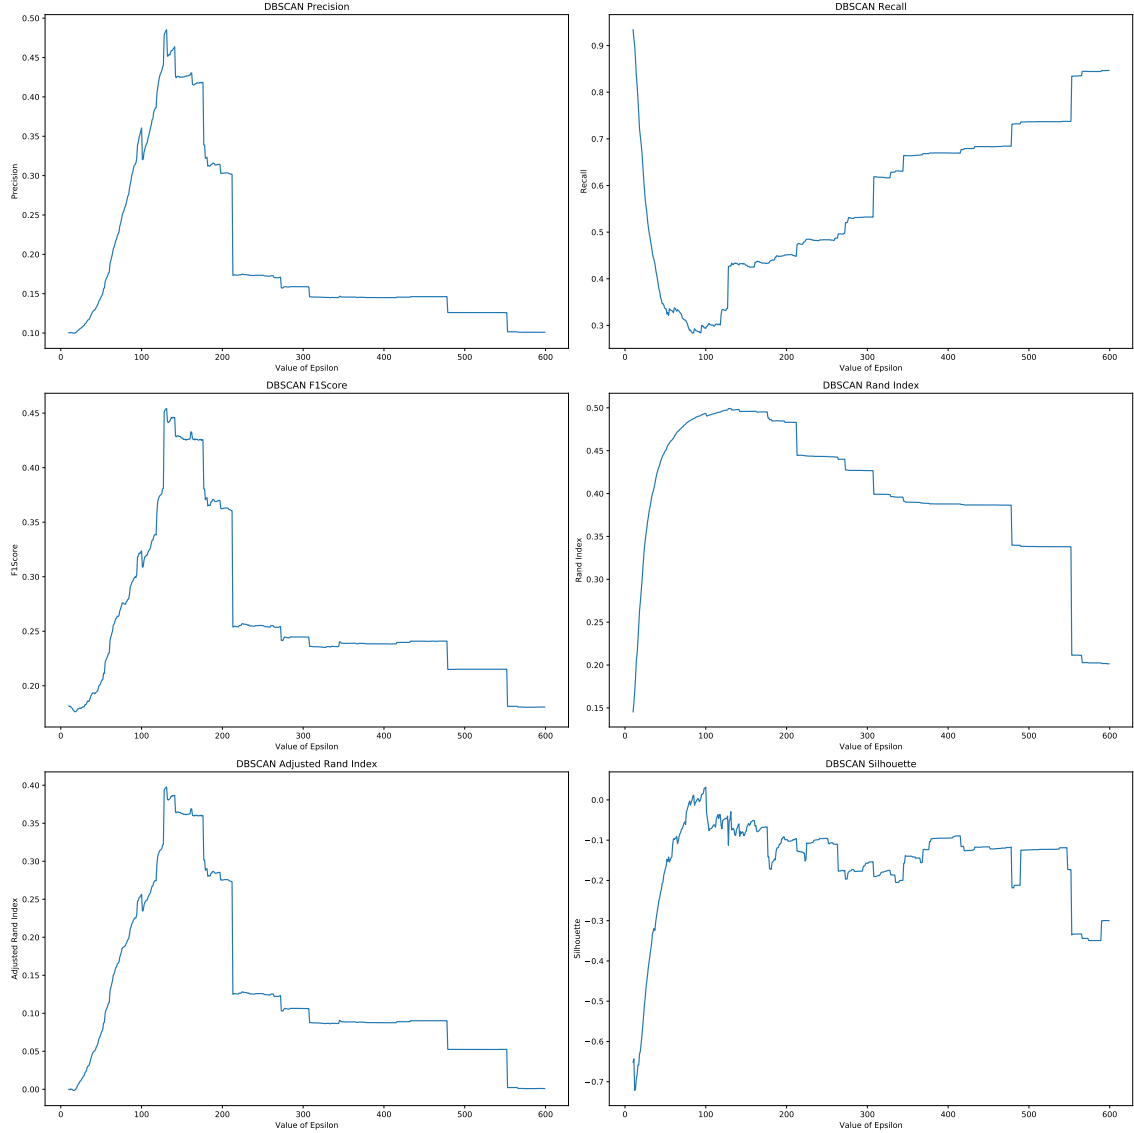 DBSCAN Precision
0.50
0.45
0.40
0.35
0.30
0.25
0.20
0.15
0.10
Precision
0 100 200 300 400 500 600
Value of Epsilon
DBSCAN Recall
0.9
0.8
0.7
0.6
0.5
0.4
0.3
Recall
0 100 200 300 400 500 600
Value of Epsilon
DBSCAN F1Score
0.45
0.40
0.35
0.30
0.25
0.20
F1Score
0 100 200 300 400 500 600
Value of Epsilon
DBSCAN Rand Index
0.50
0.45
0.40
0.35
0.30
0.25
0.20
0.15
Rand Index
0 100 200 300 400 500 600
Value of Epsilon
DBSCAN Adjusted Rand Index
0.40
0.35
0.30
0.25
0.20
0.15
0.10
0.05
0.00
Adjusted Rand Index
0 100 200 300 400 500 600
Value of Epsilon
DBSCAN Silhouette
0.0
−0.1
−0.2
−0.3
−0.4
−0.5
−0.6
−0.7
Silhouette
0 100 200 300 400 500 600
Value of Epsilon